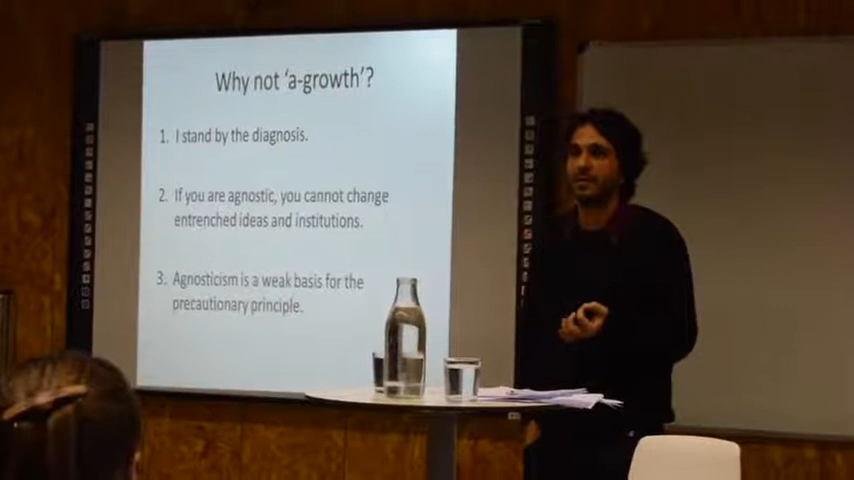 Why not ‘a-growth’?
1. I stand by the diagnosis.
2. If you are agnostic, you cannot change
entrenched ideas and institutions.
3. Agnosticism is a weak basis for the
precautionary principle.